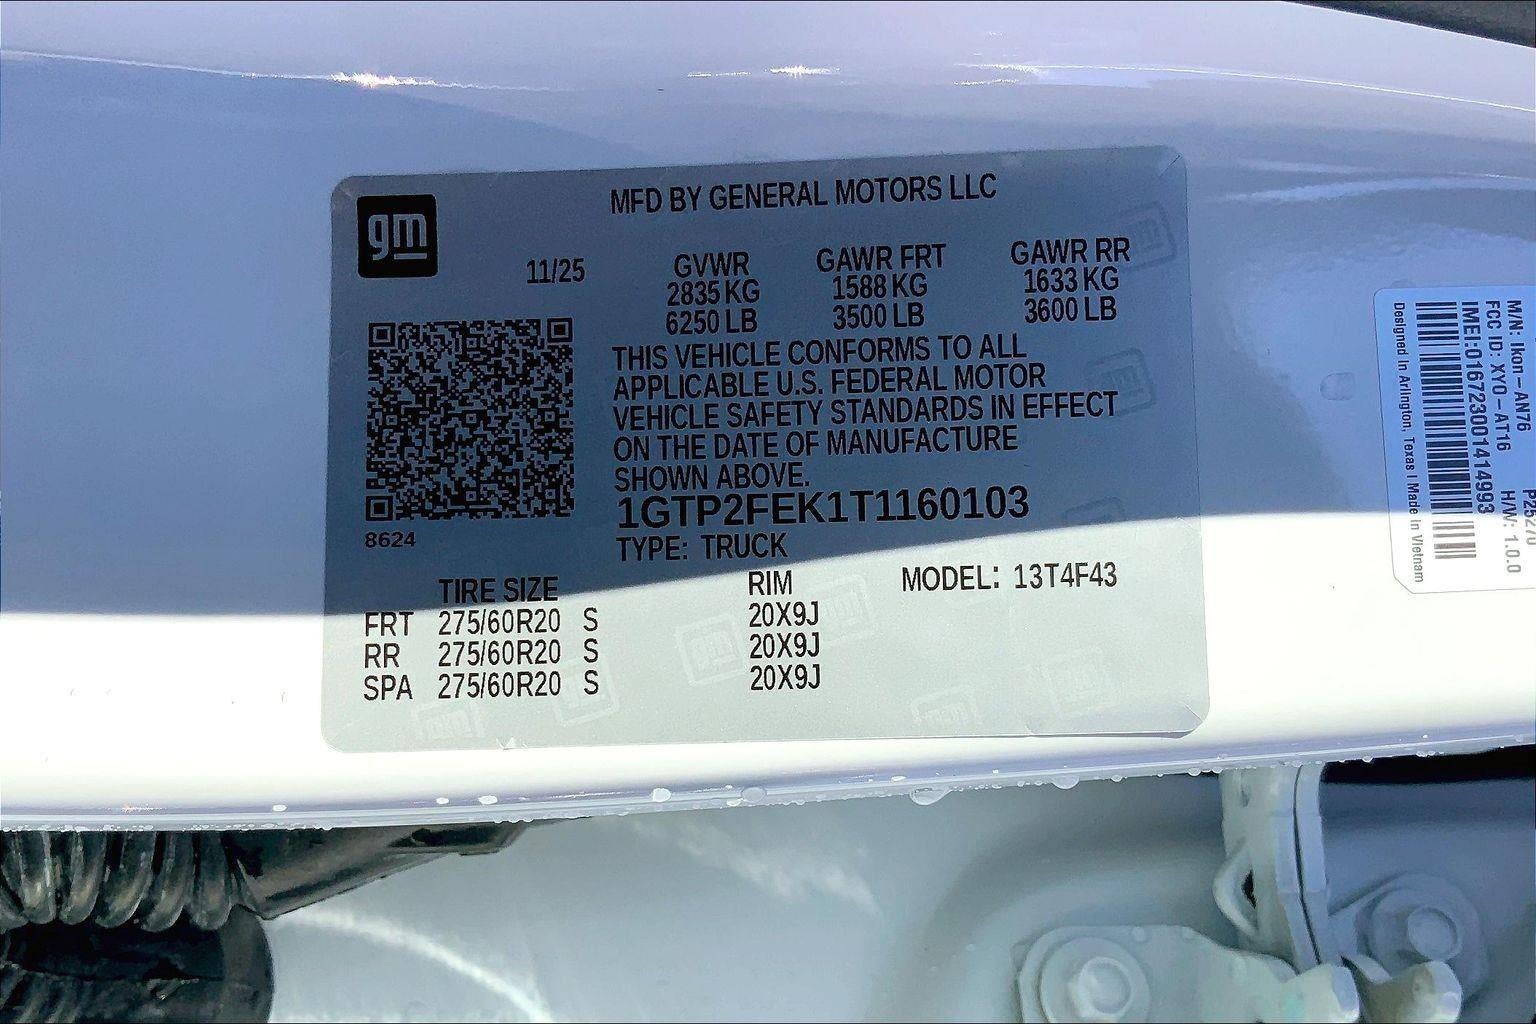 gm
MFD BY GENERAL MOTORS LLC
11/25
GVWR GAWR FRT GAWR RR
2835 KG 1588 KG 1633 KG
6250 LB 3500 LB 3600 LB
THIS VEHICLE CONFORMS TO ALL
APPLICABLE U.S. FEDERAL MOTOR
VEHICLE SAFETY STANDARDS IN EFFECT
ON THE DATE OF MANUFACTURE
SHOWN ABOVE.
1GTP2FEK1T1160103
8624
TYPE: TRUCK
TIRE SIZE RIM MODEL: 13T4F43
FRT 275/60R20 S 20X9J
RR 275/60R20 S 20X9J
SPA 275/60R20 S 20X9J
M/N: Ikon-AN76
FCC ID: XYO-AT16 H/W: 1.0.0
IMEI:016723001414993
Designed in Arlington, Texas | Made in Vietnam